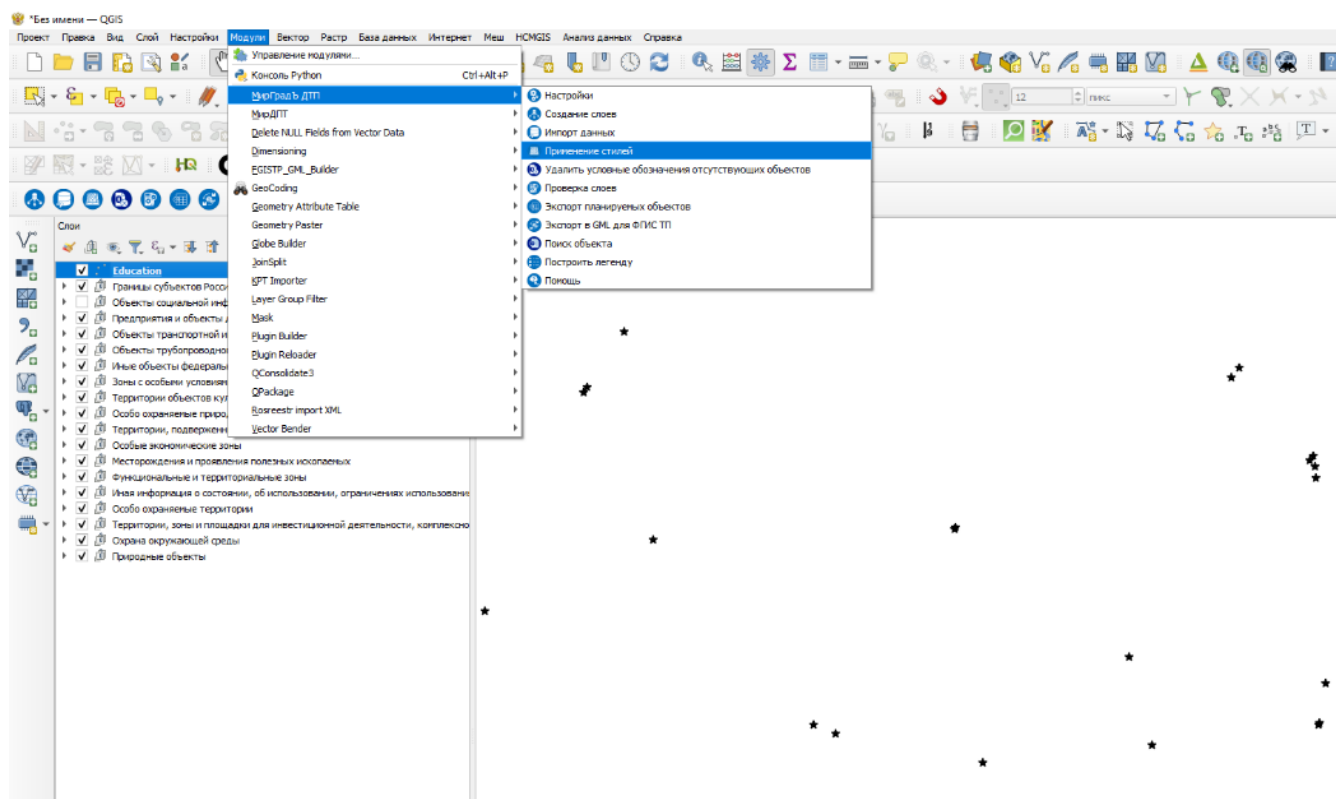 *Без имени — QGIS
Проект Правка Вид Слой Настройки Модули Вектор Растр База данных Интернет Меш HCMGIS Анализ данных Справка
Управление модулями...
Консоль Python Ctrl+Alt+P
МирГрадЪ ДТП
МирДПТ
Delete NULL Fields from Vector Data
Dimensioning
EGISTP_GML_Builder
GeoCoding
Geometry Attribute Table
Geometry Paster
Globe Builder
JoinSplit
KPT Importer
Layer Group Filter
Mask
Plugin Builder
Plugin Reloader
QConsolidate3
QPackage
Rosreestr import XML
Vector Bender
Настройки
Создание слоев
Импорт данных
Применение стилей
Удалить условные обозначения отсутствующих объектов
Проверка слоев
Экспорт планируемых объектов
Экспорт в GML для ФГИС ТП
Поиск объекта
Построить легенду
Помощь
12 пикс
HQ
Слои
Education
Границы субъектов Росси
Объекты социальной инф
Предприятия и объекты
Объекты транспортной и
Объекты трубопроводно
Иные объекты федераль
Зоны с особыми условиям
Территории объектов кул
Особо охраняемые приро
Территории, подвержен
Особые экономические зоны
Месторождения и проявления полезных ископаемых
Функциональные и территориальные зоны
Иная информация о состоянии, об использовании, ограничениях использовани
Особо охраняемые территории
Территории, зоны и площадки для инвестиционной деятельности, комплексно
Охрана окружающей среды
Природные объекты